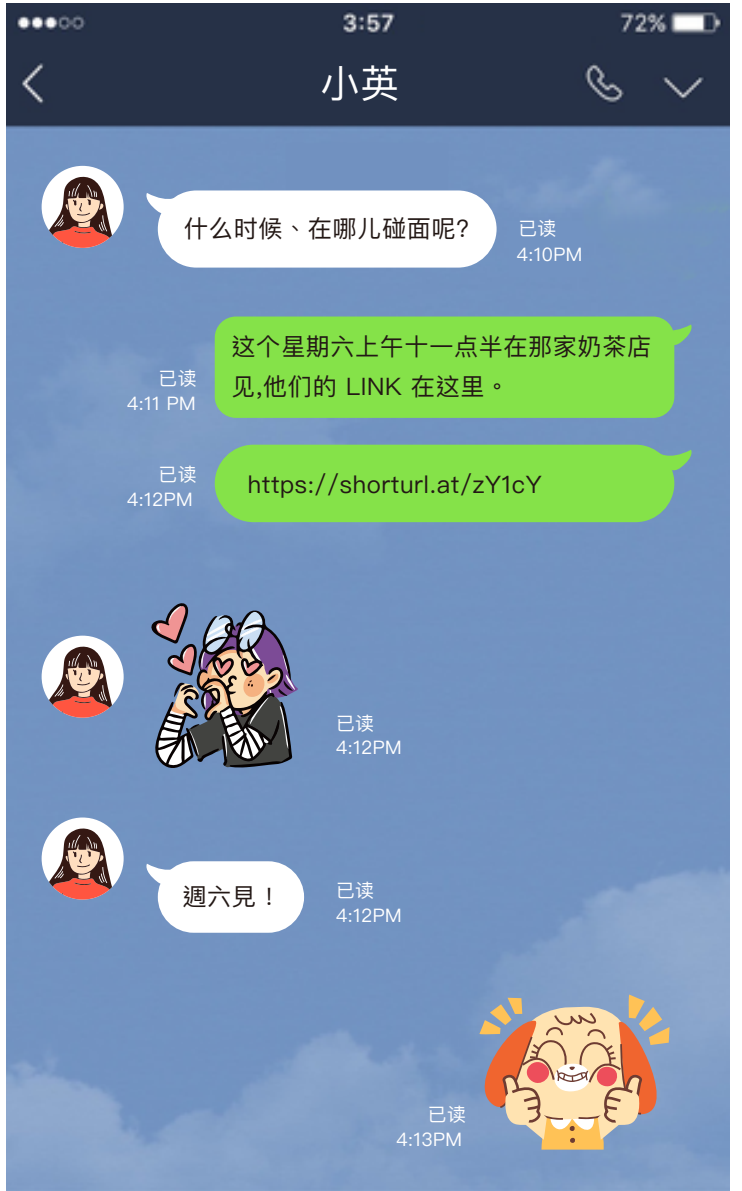 3:57
72%
小英
什么时候、在哪儿碰面呢?
已读
4:10PM
这个星期六上午十一点半在那家奶茶店
见,他们的 LINK 在这里。
已读
4:11 PM
https://shorturl.at/zY1cY
已读
4:12PM
已读
4:12PM
週六見!
已读
4:12PM
已读
4:13PM